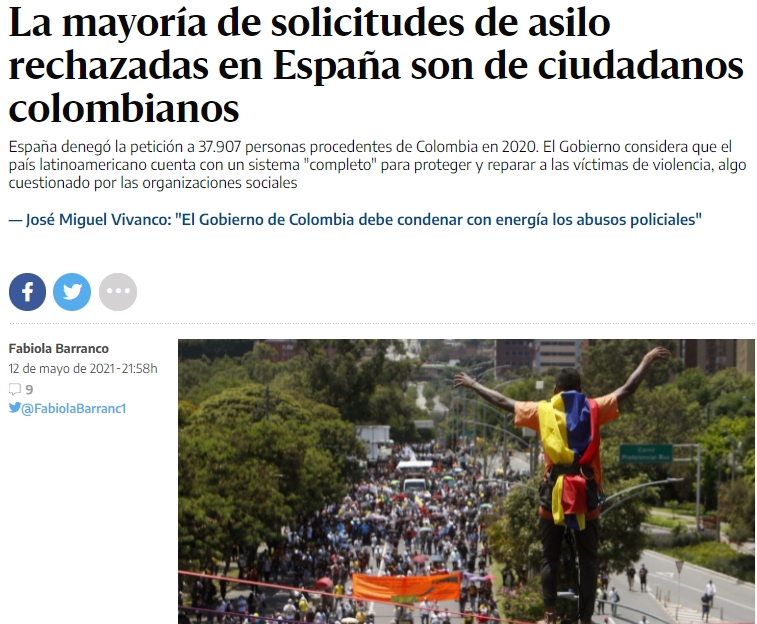 La mayoría de solicitudes de asilo
rechazadas en España son de ciudadanos
colombianos
España denegó la petición a 37.907 personas procedentes de Colombia en 2020. El Gobierno considera que el
país latinoamericano cuenta con un sistema "completo" para proteger y reparar a las víctimas de violencia, algo
cuestionado por las organizaciones sociales
— José Miguel Vivanco: "El Gobierno de Colombia debe condenar con energía los abusos policiales"
Fabiola Barranco
12 de mayo de 2021 - 21:58h
9
@FabiolaBarranc1